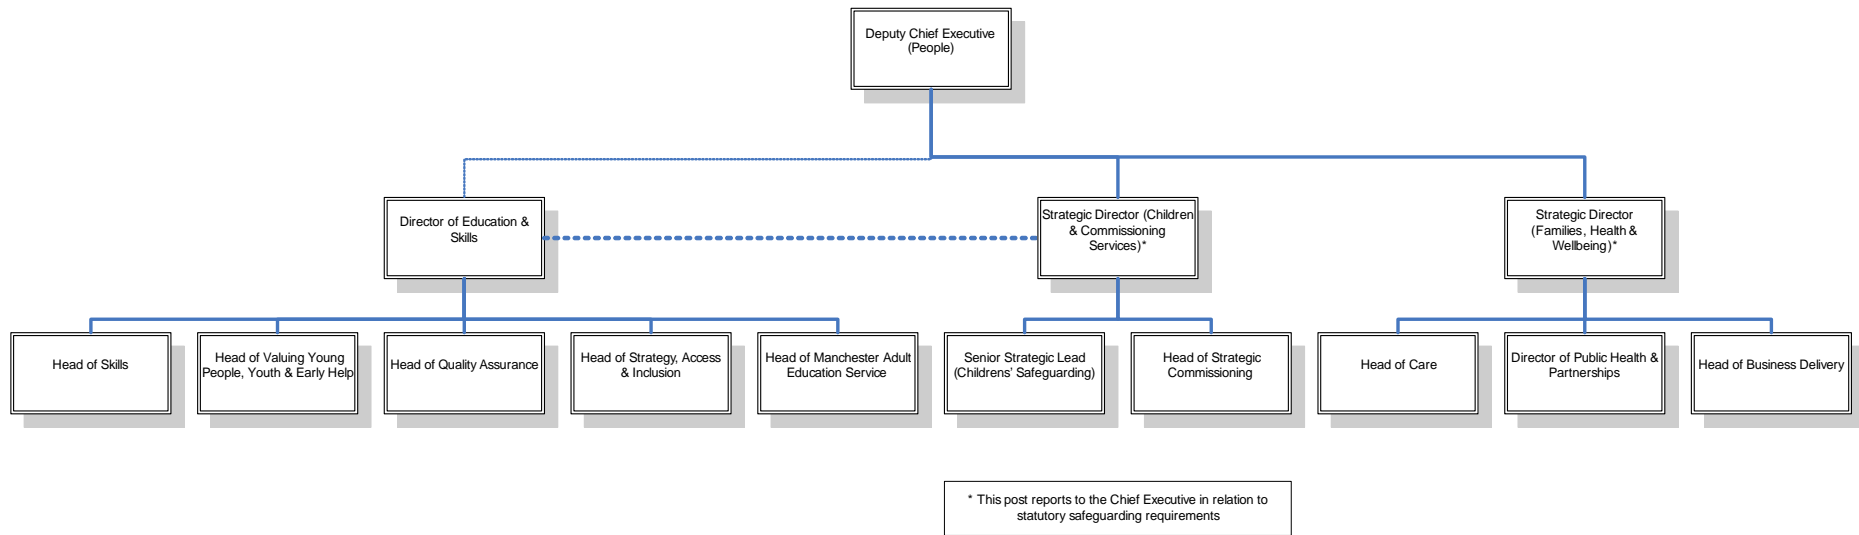 Deputy Chief Executive
(People)
Director of Education &
Skills
Strategic Director (Children
& Commissioning
Services)*
Strategic Director
(Families, Health &
Wellbeing)*
Head of Skills
Head of Valuing Young
People, Youth & Early Help
Head of Quality Assurance
Head of Strategy, Access
& Inclusion
Head of Manchester Adult
Education Service
Senior Strategic Lead
(Childrens' Safeguarding)
Head of Strategic
Commissioning
Head of Care
Director of Public Health &
Partnerships
Head of Business Delivery
* This post reports to the Chief Executive in relation to
statutory safeguarding requirements